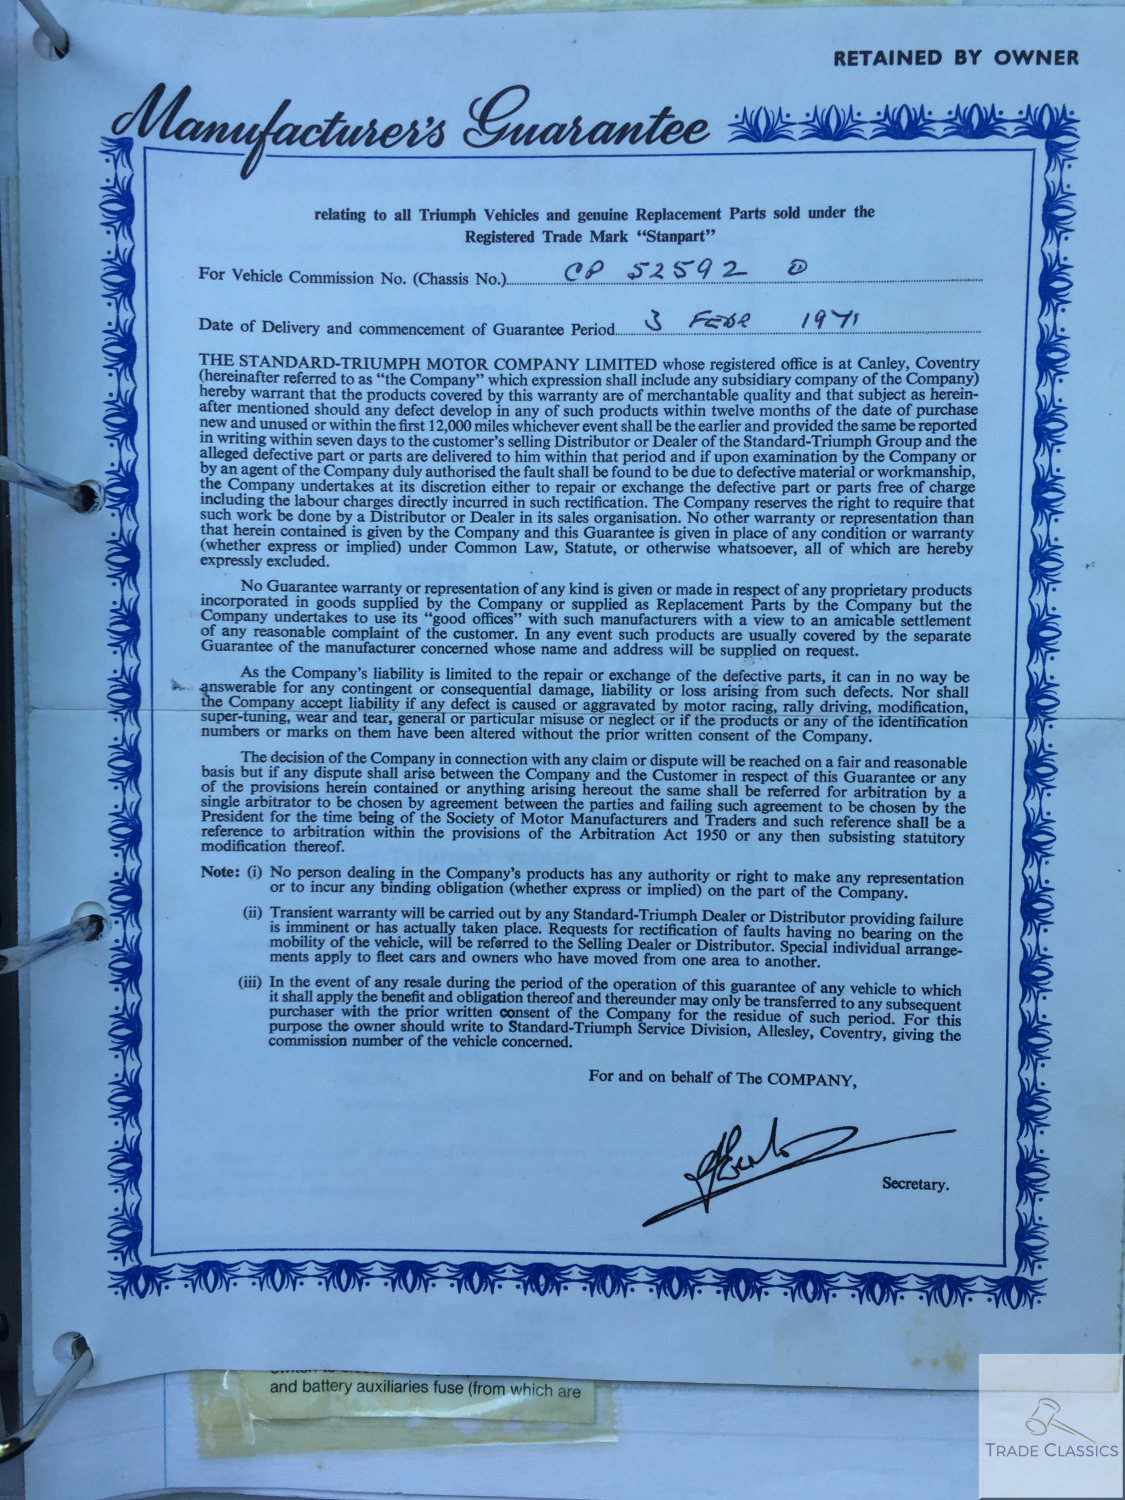 RETAINED BY OWNER
Manufacturer's Guarantee
relating to all Triumph Vehicles and genuine Replacement Parts sold under the
Registered Trade Mark “Stanpart”
For Vehicle Commission No. (Chassis No.) CP 52592 O
Date of Delivery and commencement of Guarantee Period 3 FEBR 1971
THE STANDARD-TRIUMPH MOTOR COMPANY LIMITED whose registered office is at Canley, Coventry
(hereinafter referred to as “the Company” which expression shall include any subsidiary company of the Company)
hereby warrant that the products covered by this warranty are of merchantable quality and that subject as herein-
after mentioned should any defect develop in any of such products within twelve months of the date of purchase
new and unused or within the first 12,000 miles whichever event shall be the earlier and provided the same be reported
in writing within seven days to the customer's selling Distributor or Dealer of the Standard-Triumph Group and the
alleged defective part or parts are delivered to him within that period and if upon examination by the Company or
by an agent of the Company duly authorised the fault shall be found to be due to defective material or workmanship,
the Company undertakes at its discretion either to repair or exchange the defective part or parts free of charge
including the labour charges directly incurred in such rectification. The Company reserves the right to require that
such work be done by a Distributor or Dealer in its sales organisation. No other warranty or representation than
that herein contained is given by the Company and this Guarantee is given in place of any condition or warranty
(whether express or implied) under Common Law, Statute, or otherwise whatsoever, all of which are hereby
expressly excluded.
No Guarantee warranty or representation of any kind is given or made in respect of any proprietary products
incorporated in goods supplied by the Company or supplied as Replacement Parts by the Company but the
Company undertakes to use its “good offices” with such manufacturers with a view to an amicable settlement
of any reasonable complaint of the customer. In any event such products are usually covered by the separate
Guarantee of the manufacturer concerned whose name and address will be supplied on request.
As the Company's liability is limited to the repair or exchange of the defective parts, it can in no way be
answerable for any contingent or consequential damage, liability or loss arising from such defects. Nor shall
the Company accept liability if any defect is caused or aggravated by motor racing, rally driving, modification,
super-tuning, wear and tear, general or particular misuse or neglect or if the products or any of the identification
numbers or marks on them have been altered without the prior written consent of the Company.
The decision of the Company in connection with any claim or dispute will be reached on a fair and reasonable
basis but if any dispute shall arise between the Company and the Customer in respect of this Guarantee or any
of the provisions herein contained or anything arising hereout the same shall be referred for arbitration by a
single arbitrator to be chosen by agreement between the parties and failing such agreement to be chosen by the
President for the time being of the Society of Motor Manufacturers and Traders and such reference shall be a
reference to arbitration within the provisions of the Arbitration Act 1950 or any then subsisting statutory
modification thereof.
Note: (i) No person dealing in the Company's products has any authority or right to make any representation
or to incur any binding obligation (whether express or implied) on the part of the Company.
(ii) Transient warranty will be carried out by any Standard-Triumph Dealer or Distributor providing failure
is imminent or has actually taken place. Requests for rectification of faults having no bearing on the
mobility of the vehicle, will be referred to the Selling Dealer or Distributor. Special individual arrange-
ments apply to fleet cars and owners who have moved from one area to another.
(iii) In the event of any resale during the period of the operation of this guarantee of any vehicle to which
it shall apply the benefit and obligation thereof and thereunder may only be transferred to any subsequent
purchaser with the prior written consent of the Company for the residue of such period. For this
purpose the owner should write to Standard-Triumph Service Division, Allesley, Coventry, giving the
commission number of the vehicle concerned.
For and on behalf of The COMPANY,
Secretary.
and battery auxiliaries fuse (from which are
TRADE CLASSICS